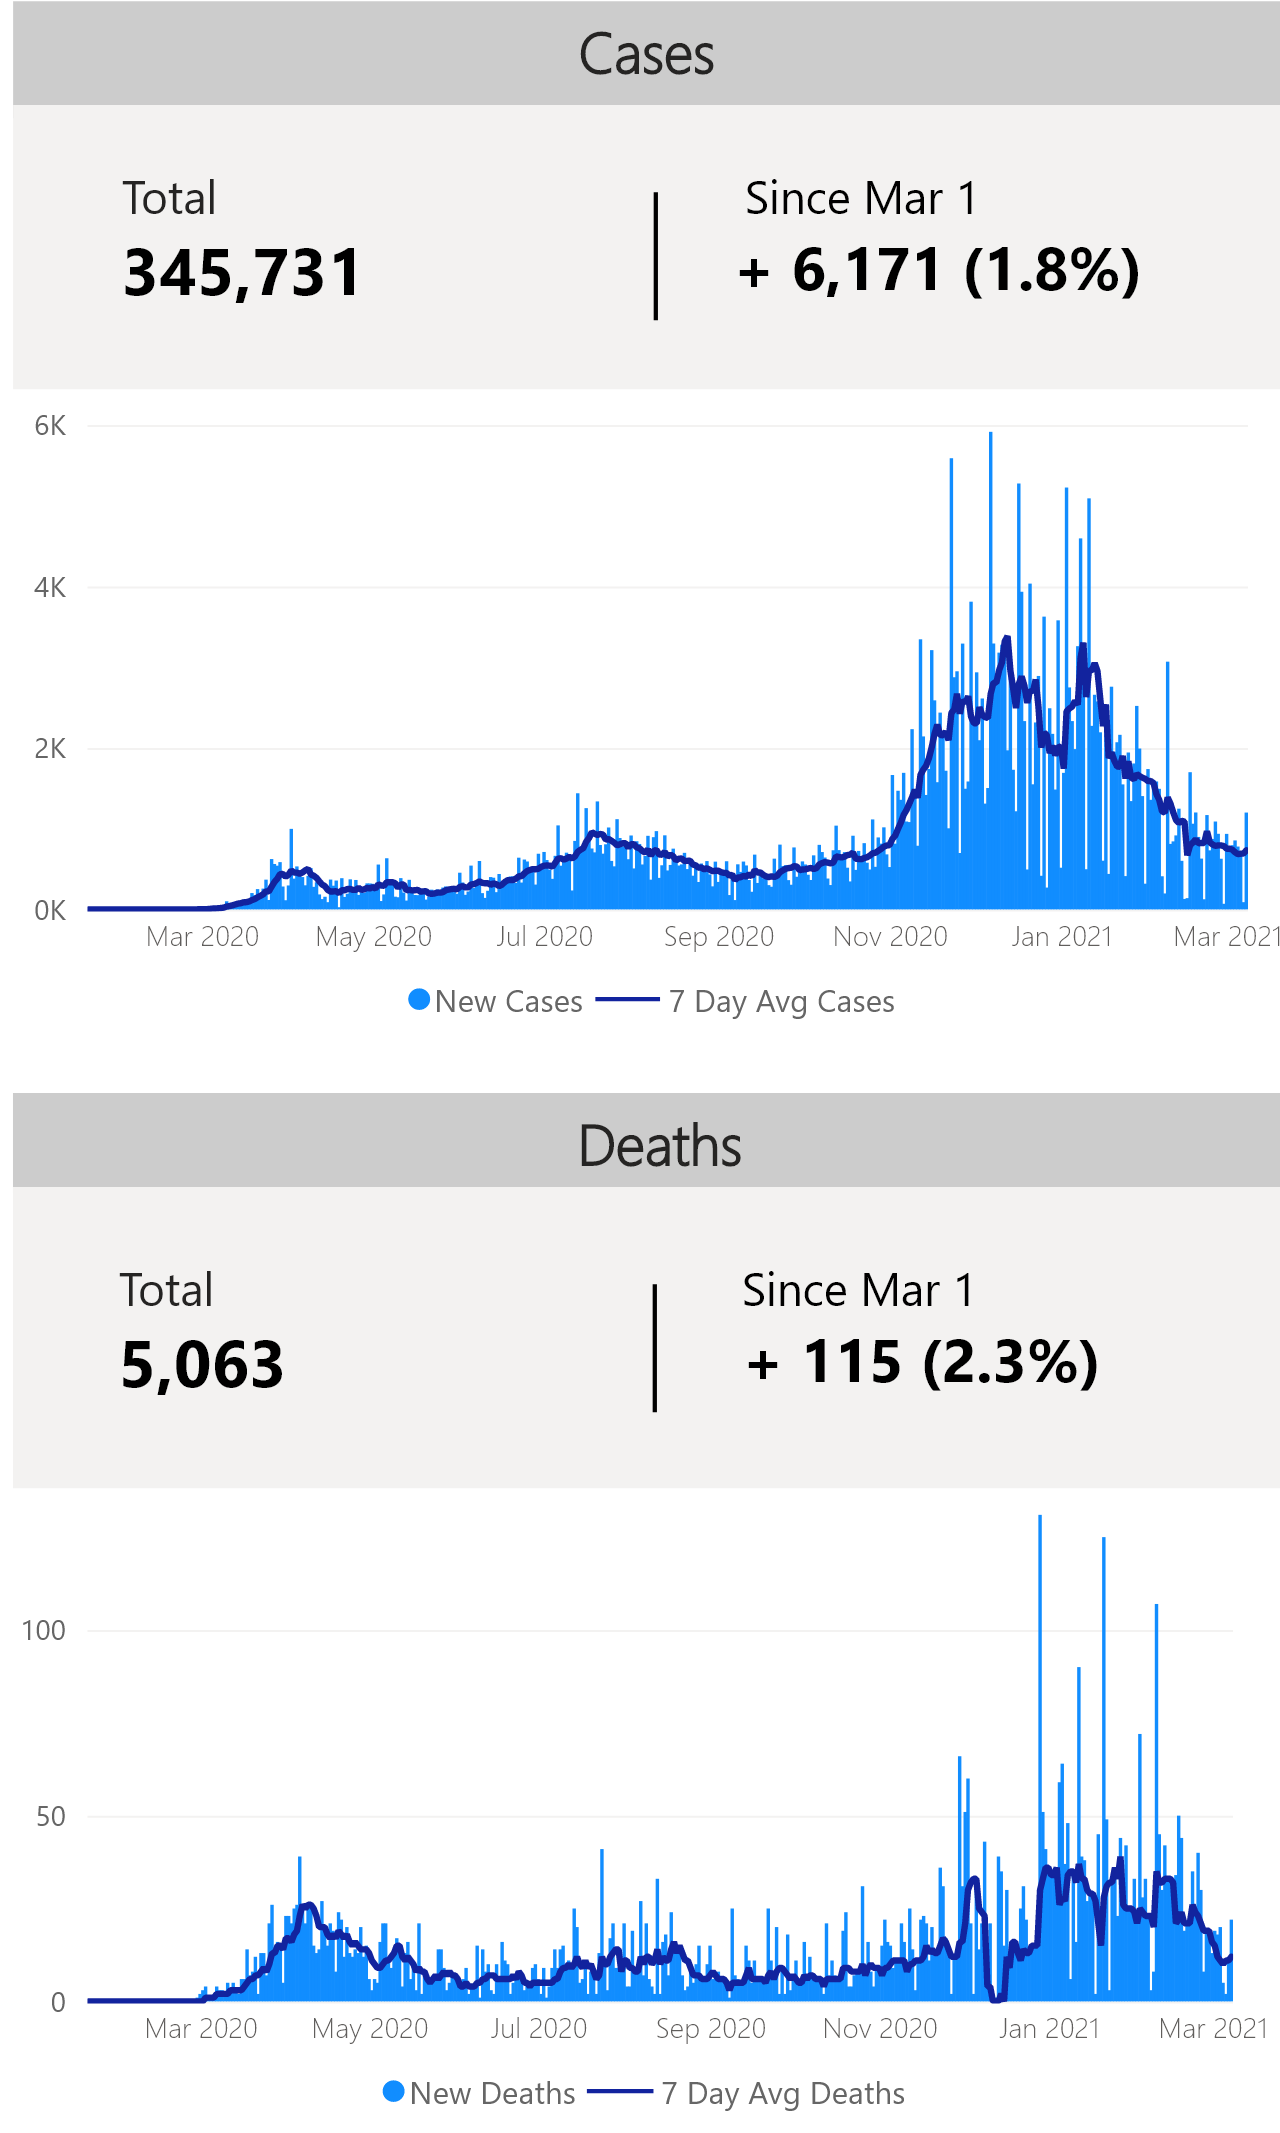 Cases
Total
Since Mar 1
345,731
+ 6,171 (1.8%)
6K
4K
2K
0K
Mar 2020 May 2020 Jul 2020 Sep 2020 Nov 2020 Jan 2021 Mar 2021
New Cases 7 Day Avg Cases
Deaths
Total
Since Mar 1
5,063
+ 115 (2.3%)
100
50
0
Mar 2020 May 2020 Jul 2020 Sep 2020 Nov 2020 Jan 2021 Mar 2021
New Deaths 7 Day Avg Deaths